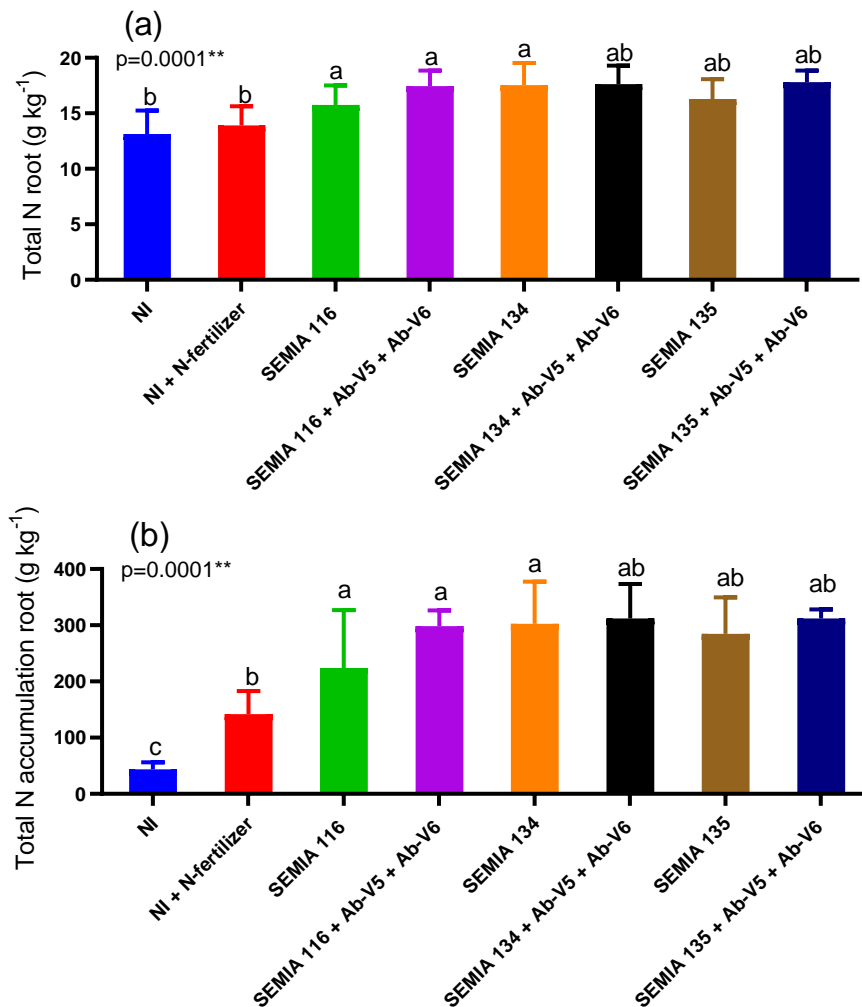 (a)
p=0.0001**
Total N root (g kg⁻¹)
20
15
10
5
0
b
b
a
a
a
ab
ab
ab
NI
NI + N-fertilizer
SEMIA 116
SEMIA 116 + Ab-V5 + Ab-V6
SEMIA 134
SEMIA 134 + Ab-V5 + Ab-V6
SEMIA 135
SEMIA 135 + Ab-V5 + Ab-V6
(b)
p=0.0001**
Total N accumulation root (g kg⁻¹)
400
300
200
100
0
c
b
a
a
a
ab
ab
ab
NI
NI + N-fertilizer
SEMIA 116
SEMIA 116 + Ab-V5 + Ab-V6
SEMIA 134
SEMIA 134 + Ab-V5 + Ab-V6
SEMIA 135
SEMIA 135 + Ab-V5 + Ab-V6